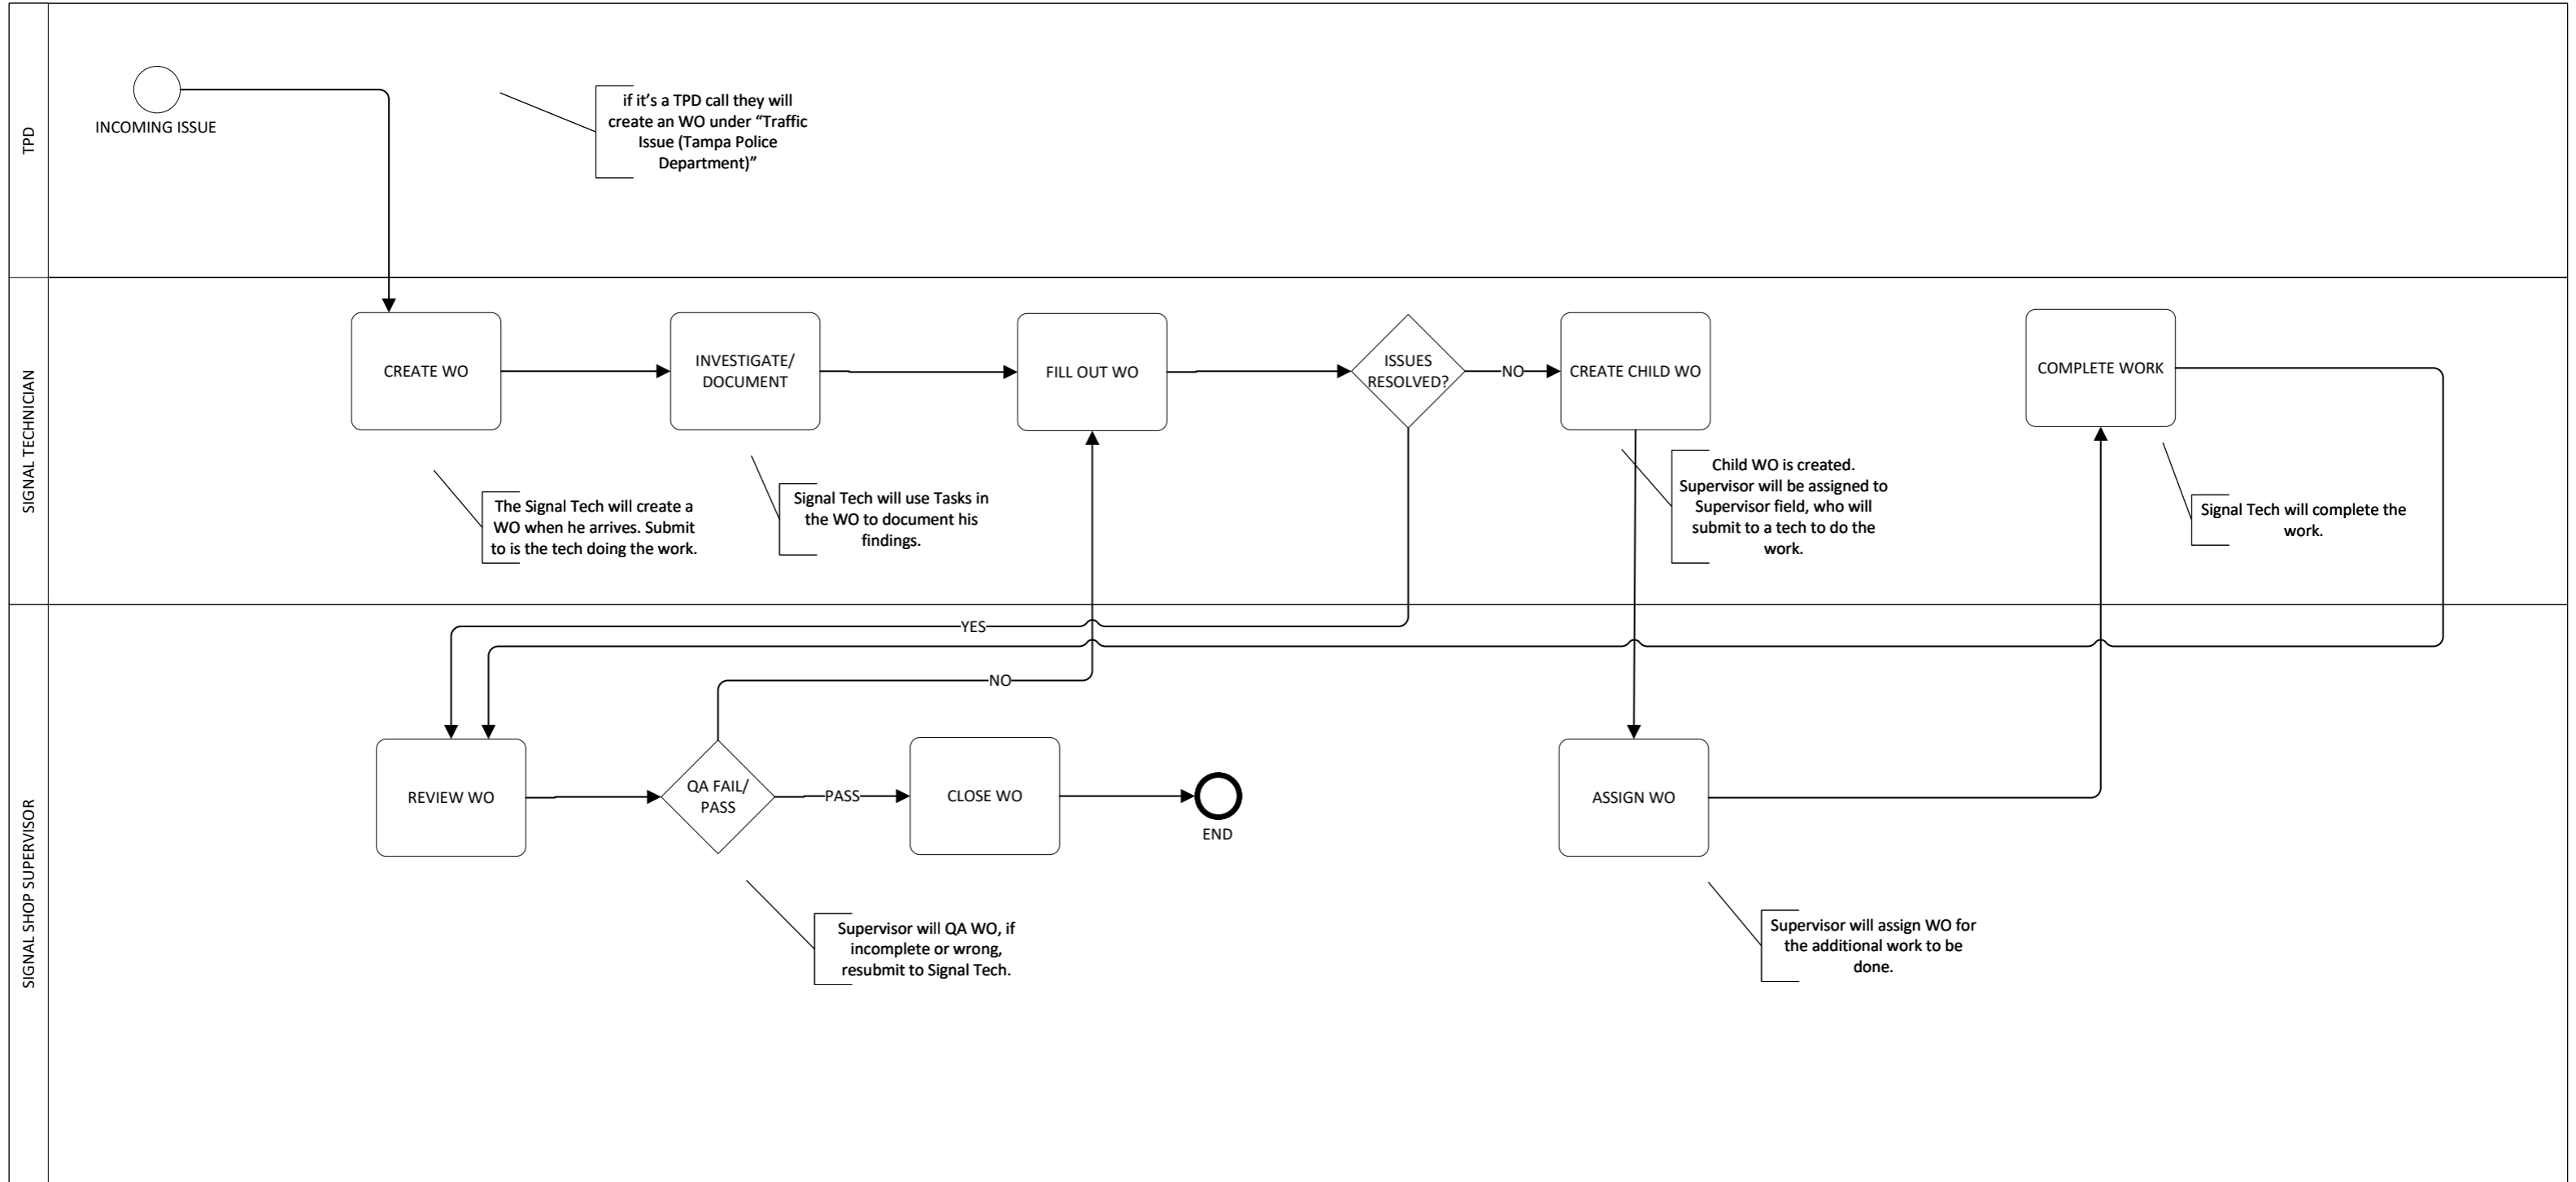 TPD
INCOMING ISSUE
if it’s a TPD call they will
create an WO under “Traffic
Issue (Tampa Police
Department)”
SIGNAL TECHNICIAN
CREATE WO
INVESTIGATE/
DOCUMENT
FILL OUT WO
ISSUES
RESOLVED?
NO
CREATE CHILD WO
COMPLETE WORK
The Signal Tech will create a
WO when he arrives. Submit
to is the tech doing the work.
Signal Tech will use Tasks in
the WO to document his
findings.
Child WO is created.
Supervisor will be assigned to
Supervisor field, who will
submit to a tech to do the
work.
Signal Tech will complete the
work.
SIGNAL SHOP SUPERVISOR
YES
NO
REVIEW WO
QA FAIL/
PASS
PASS
CLOSE WO
END
ASSIGN WO
Supervisor will QA WO, if
incomplete or wrong,
resubmit to Signal Tech.
Supervisor will assign WO for
the additional work to be
done.